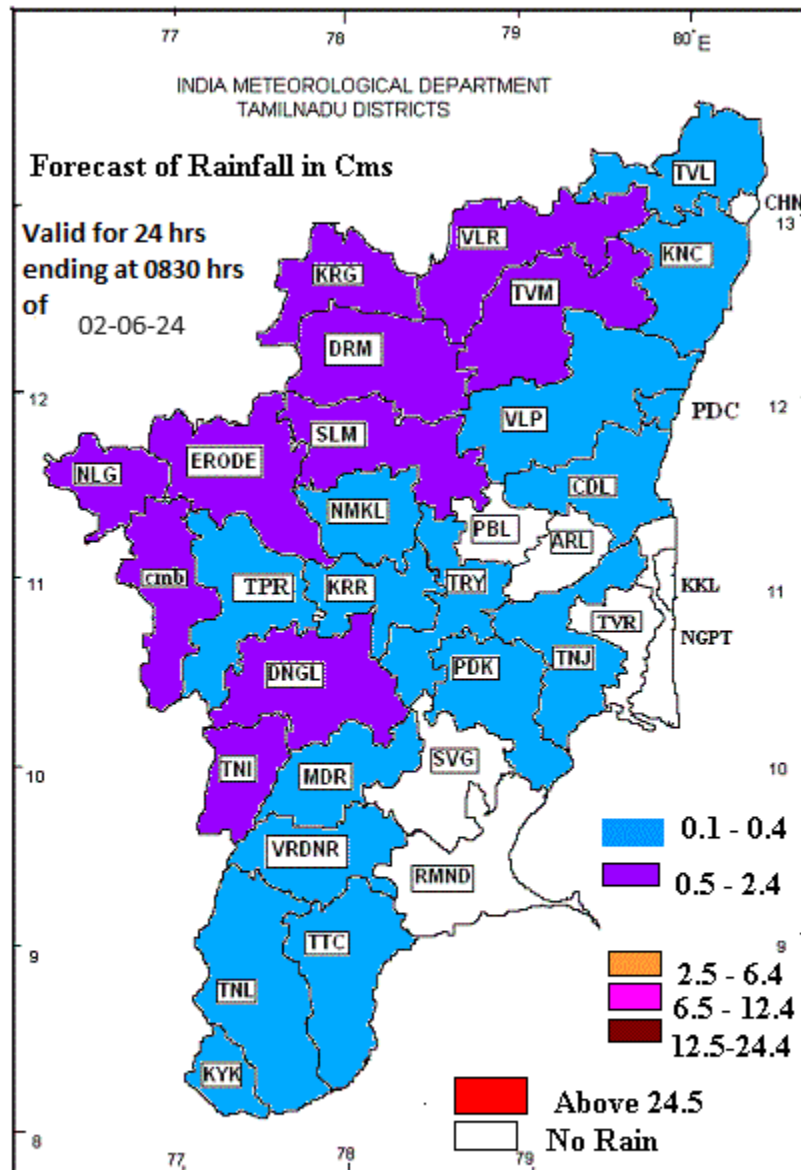 77 78 79 80°E
INDIA METEOROLOGICAL DEPARTMENT
TAMILNADU DISTRICTS
Forecast of Rainfall in Cms
TVL
CHN
13
Valid for 24 hrs
ending at 0830 hrs
of
02-06-24
VLR
KNC
KRG
TVM
DRM
12
VLP
PDC
12
SLM
ERODE
NLG
CDL
NMKL
PBL
ARL
11
cmb
TPR
KRR
TRY
KKL
11
TVR
NGPT
DNGL
PDK
TNJ
10
TNI
MDR
SVG
10
0.1 - 0.4
VRDNR
RMND
0.5 - 2.4
9
TTC
9
2.5 - 6.4
TNL
6.5 - 12.4
12.5-24.4
KYK
Above 24.5
8
No Rain
77 78 79